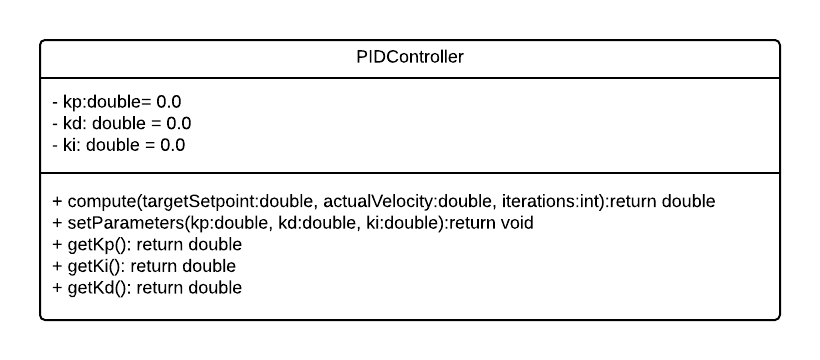 PIDController
- kp:double= 0.0
- kd: double = 0.0
- ki: double = 0.0
+ compute(targetSetpoint:double, actualVelocity:double, iterations:int):return double
+ setParameters(kp:double, kd:double, ki:double):return void
+ getKp(): return double
+ getKi(): return double
+ getKd(): return double